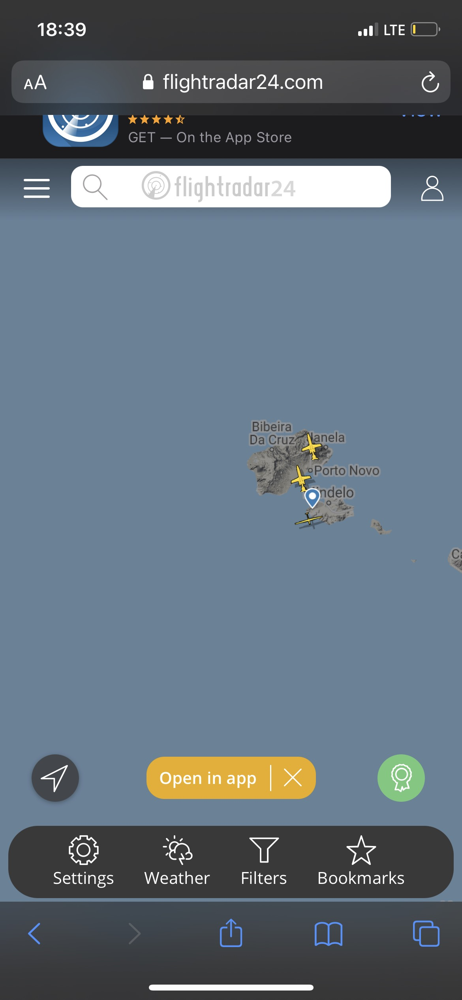 18:39
LTE
AA
flightradar24.com
GET — On the App Store
flightradar24
Bibeira
Da Cruz
Janela
Porto Novo
Open in app
Settings
Weather
Filters
Bookmarks